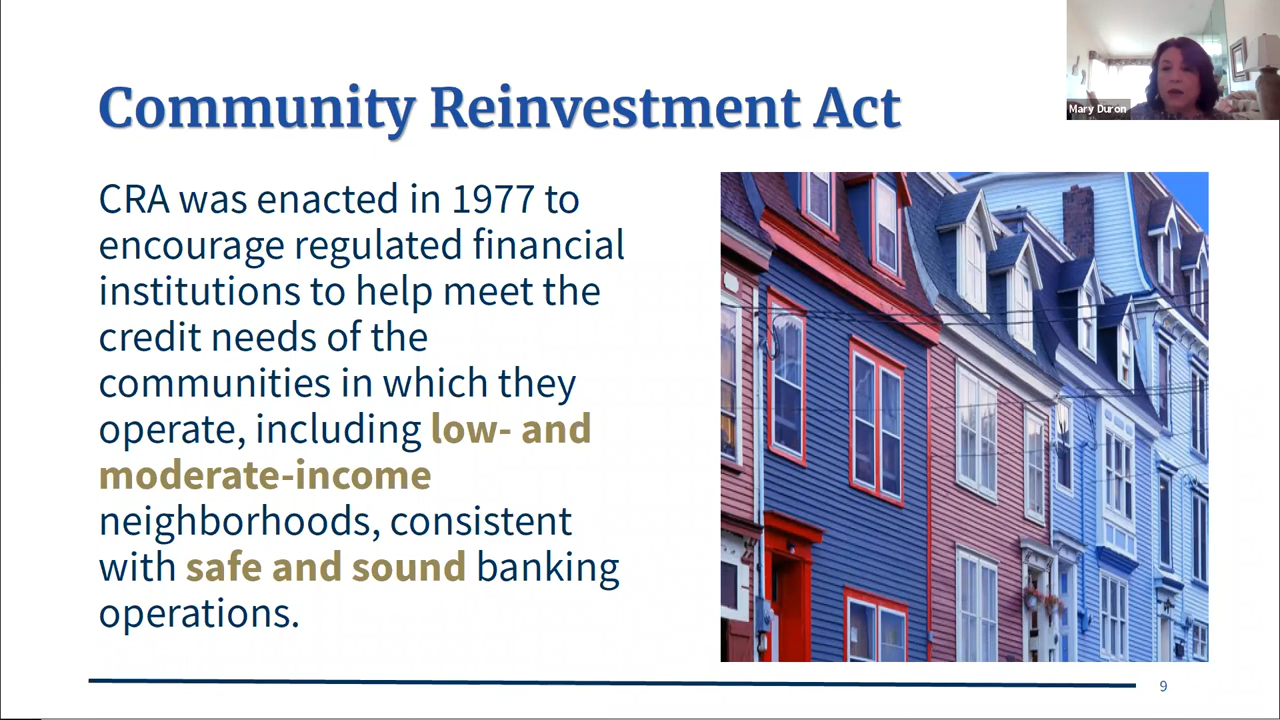 Community Reinvestment Act
Mary Duron
CRA was enacted in 1977 to
encourage regulated financial
institutions to help meet the
credit needs of the
communities in which they
operate, including low- and
moderate-income
neighborhoods, consistent
with safe and sound banking
operations.
9